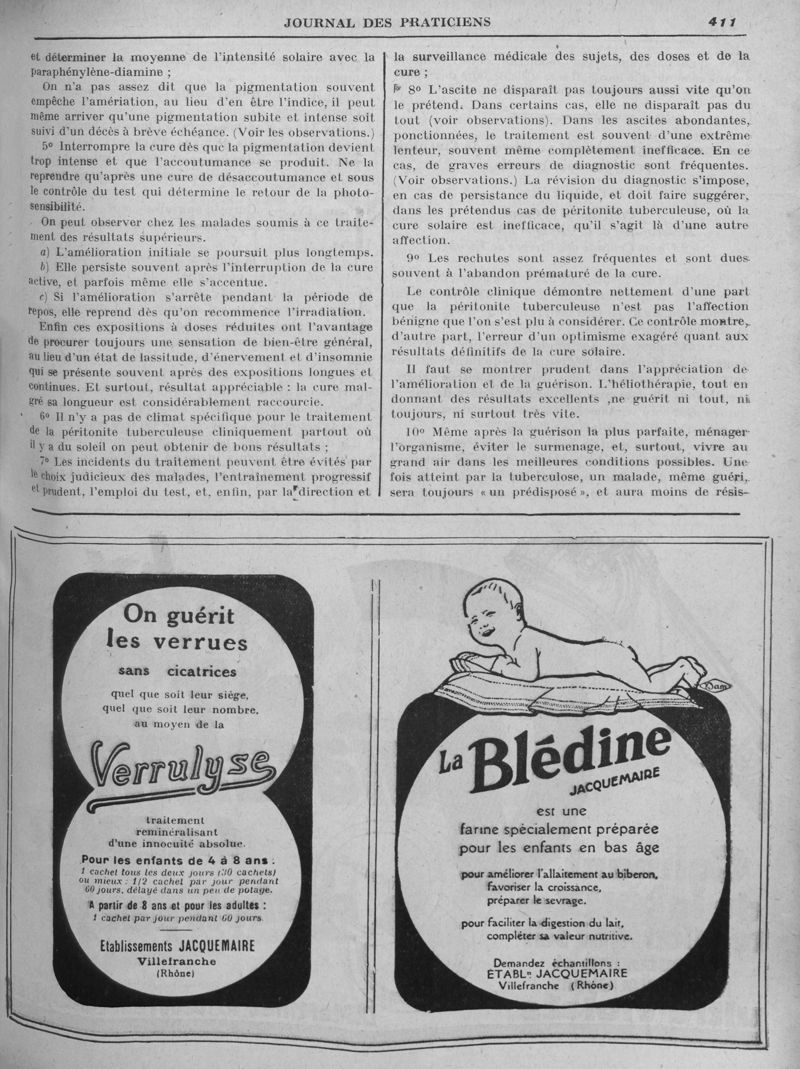 JOURNAL DES PRATICIENS
411
et déterminer la moyenne de l'intensité solaire avec la
paraphénylène-diamine ;
On n'a pas assez dit que la pigmentation souvent
empêche l'amération, au lieu d'en être l'indice, il peut
même arriver qu'une pigmentation subite et intense soit
suivi d'un décès à brève échéance. (Voir les observations.)
5o Interrompre la cure dès que la pigmentation devient
trop intense et que l'accoutumance se produit. Ne la
reprendre qu'après une cure de désaccoutumance et sous
le contrôle du test qui détermine le retour de la photo-
sensibilité.
On peut observer chez les malades soumis à ce traite-
ment des résultats supérieurs.
a) L'amélioration initiale se poursuit plus longtemps.
b) Elle persiste souvent après l'interruption de la cure
active, et parfois même elle s'accentue.
c) Si l'amélioration s'arrête pendant la période de
repos, elle reprend dès qu'on recommence l'irradiation.
Enfin ces expositions à doses réduites ont l'avantage
de procurer toujours une sensation de bien-être général,
au lieu d'un état de lassitude, d'énervement et d'insomnie
qui se présente souvent après des expositions longues et
continues. Et surtout, résultat appréciable : la cure mal-
gré sa longueur est considérablement raccourcie.
6o Il n'y a pas de climat spécifique pour le traitement
de la péritonite tuberculeuse cliniquement partout où
il y a du soleil on peut obtenir de bons résultats ;
7o Les incidents du traitement peuvent être évités par
le choix judicieux des malades, l'entraînement progressif
et prudent, l'emploi du test, et, enfin, par la direction et
la surveillance médicale des sujets, des doses et de la
cure ;
8o L'ascite ne disparaît pas toujours aussi vite qu'on
le prétend. Dans certains cas, elle ne disparaît pas du
tout (voir observations). Dans les ascites abondantes,
ponctionnées, le traitement est souvent d'une extrême
lenteur, souvent même complètement inefficace. En ce
cas, de graves erreurs de diagnostic sont fréquentes.
(Voir observations.) La révision du diagnostic s'impose,
en cas de persistance du liquide, et doit faire suggérer,
dans les prétendus cas de péritonite tuberculeuse, où la
cure solaire est inefficace, qu'il s'agit là d'une autre
affection.
9o Les rechutes sont assez fréquentes et sont dues
souvent à l'abandon prématuré de la cure.
Le contrôle clinique démontre nettement d'une part
que la péritonite tuberculeuse n'est pas l'affection
bénigne que l'on s'est plu à considérer. Ce contrôle montre,
d'autre part, l'erreur d'un optimisme exagéré quant aux
résultats définitifs de la cure solaire.
Il faut se montrer prudent dans l'appréciation de
l'amélioration et de la guérison. L'héliothérapie, tout en
donnant des résultats excellents ,ne guérit ni tout, ni
toujours, ni surtout très vite.
10o Même après la guérison la plus parfaite, ménager
l'organisme, éviter le surmenage, et, surtout, vivre au
grand air dans les meilleures conditions possibles. Une
fois atteint par la tuberculose, un malade, même guéri,
sera toujours « un prédisposé », et aura moins de résis-
On guérit
les verrues
sans cicatrices
quel que soit leur siége,
quel que soit leur nombre,
au moyen de la
Verrulyse
traitement
reminéralisant
d'une innocuité absolue.
Pour les enfants de 4 à 8 ans :
1 cachet tous les deux jours (30 cachets)
ou mieux : 1/2 cachet par jour pendant
60 jours, délayé dans un peu de potage.
A partir de 8 ans et pour les adultes :
1 cachet par jour pendant 60 jours
Etablissements JACQUEMAIRE
Villefranche
(Rhône)
La Blédine
JACQUEMAIRE
est une
farine spécialement préparée
pour les enfants en bas âge
pour améliorer l'allaitement au biberon,
favoriser la croissance,
préparer le sevrage.
pour faciliter la digestion du lait,
compléter sa valeur nutritive.
Demandez échantillons :
ÉTABLts JACQUEMAIRE
Villefranche (Rhône)